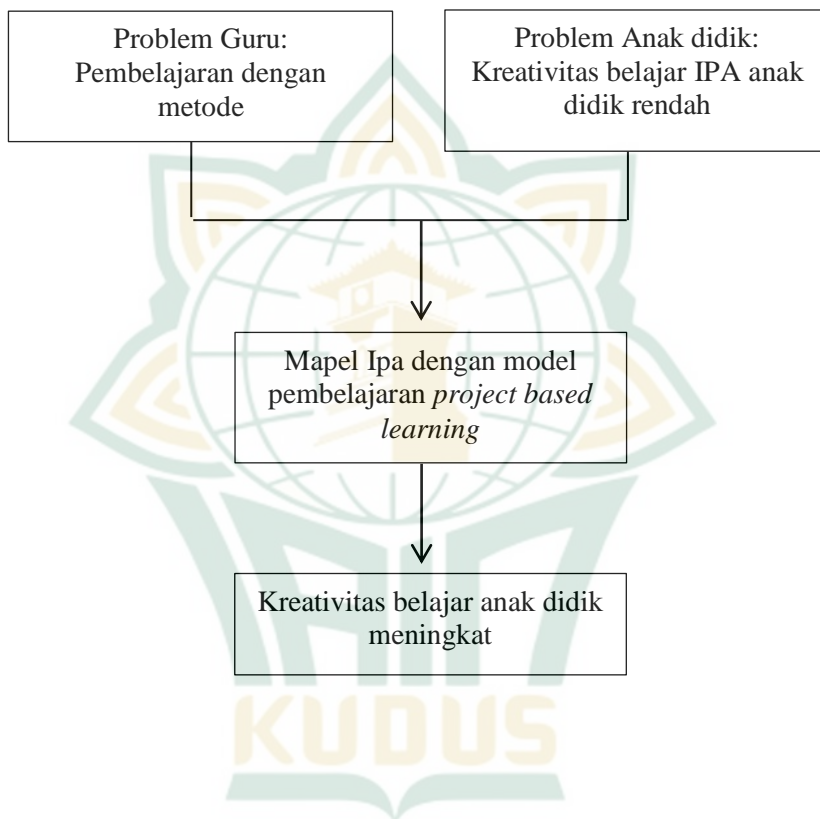 Problem Guru:
Pembelajaran dengan
metode
Problem Anak didik:
Kreativitas belajar IPA anak
didik rendah
Mapel Ipa dengan model
pembelajaran project based
learning
Kreativitas belajar anak didik
meningkat
IAIN
KUDUS